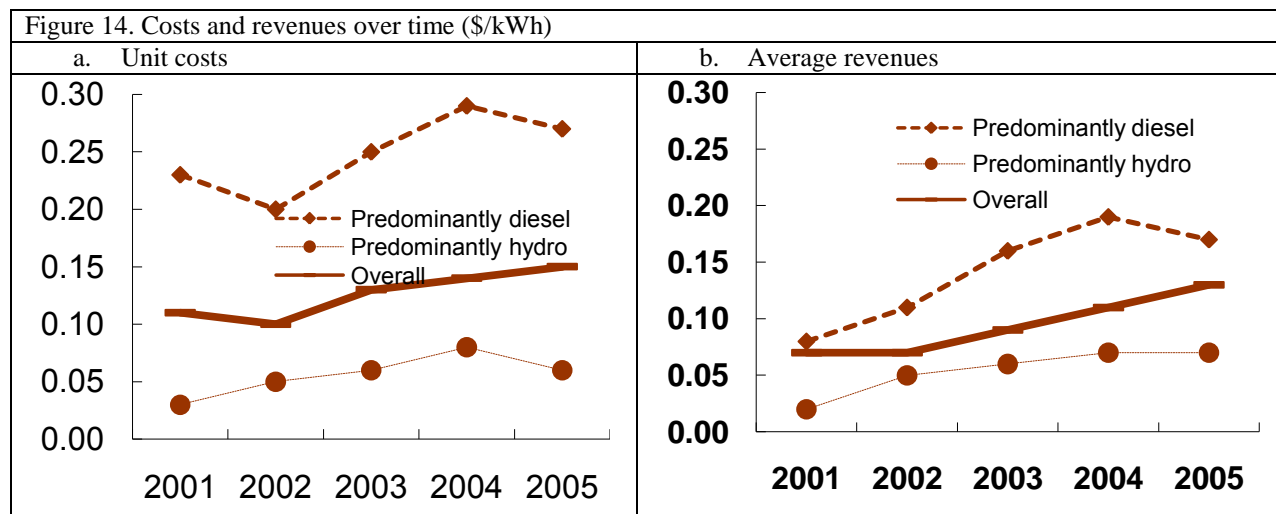 Figure 14. Costs and revenues over time ($/kWh)
a. Unit costs
0.30
0.25
0.20
0.15
0.10
0.05
0.00
Predominantly diesel
Predominantly hydro
Overall
2001 2002 2003 2004 2005
b. Average revenues
0.30
0.25
0.20
0.15
0.10
0.05
0.00
Predominantly diesel
Predominantly hydro
Overall
2001 2002 2003 2004 2005